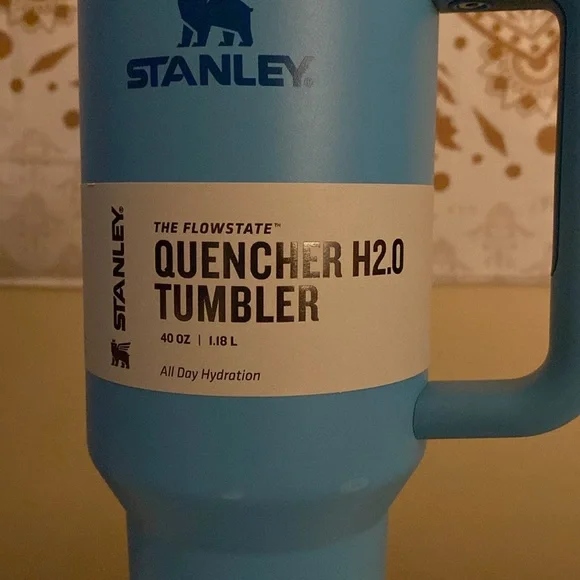 STANLEY®
STANLEY®
THE FLOWSTATE™
QUENCHER H2.0
TUMBLER
40 OZ | 1.18 L
All Day Hydration